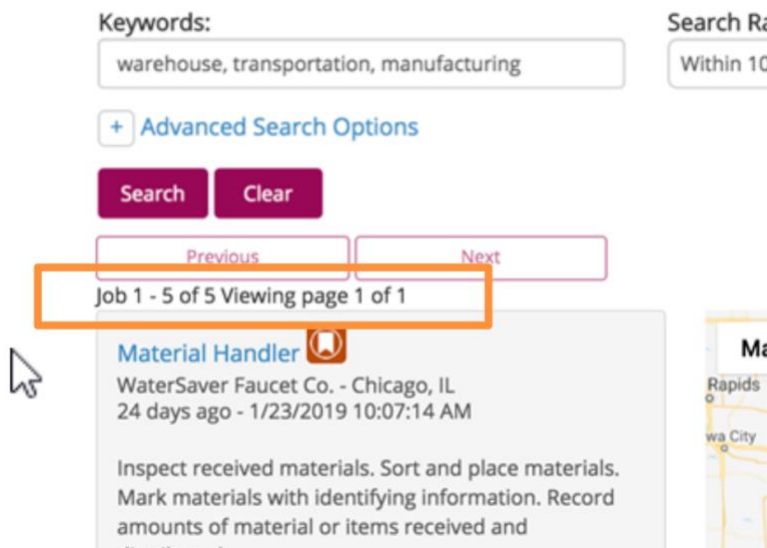 Keywords:
Search Ra
warehouse, transportation, manufacturing
Within 10
+ Advanced Search Options
Search Clear
Previous Next
Job 1 - 5 of 5 Viewing page 1 of 1
Material Handler
WaterSaver Faucet Co. - Chicago, IL
24 days ago - 1/23/2019 10:07:14 AM
Inspect received materials. Sort and place materials.
Mark materials with identifying information. Record
amounts of material or items received and
Ma
Rapids
wa City